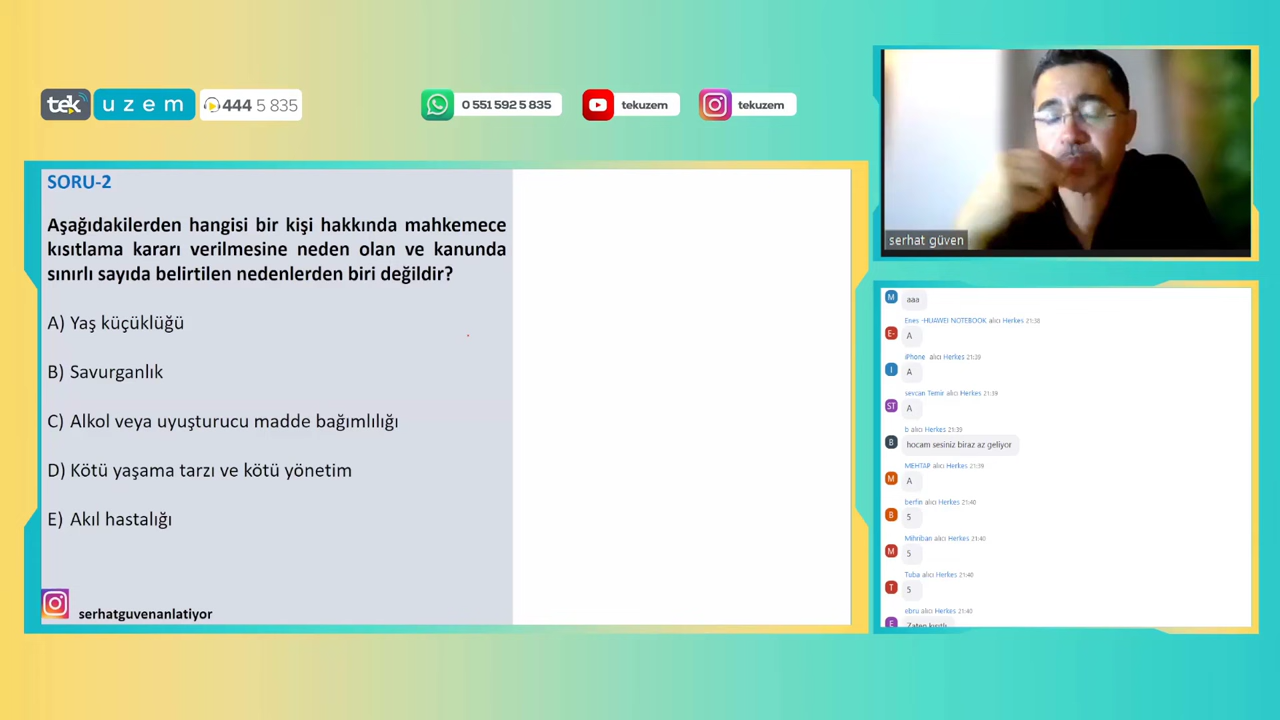 tek uzem 444 5 835
0 551 592 5 835
tekuzem
tekuzem
SORU-2
Aşağıdakilerden hangisi bir kişi hakkında mahkemece
kısıtlama kararı verilmesine neden olan ve kanunda
sınırlı sayıda belirtilen nedenlerden biri değildir?
A) Yaş küçüklüğü
B) Savurganlık
C) Alkol veya uyuşturucu madde bağımlılığı
D) Kötü yaşama tarzı ve kötü yönetim
E) Akıl hastalığı
serhatguvenanlatiyor
serhat güven
M
aaa
Enes -HUAWEI NOTEBOOK alıcı Herkes 21:38
E-
A
iPhone alıcı Herkes 21:39
I
A
sevcan Temir alıcı Herkes 21:39
ST
A
b alıcı Herkes 21:39
B
hocam sesiniz biraz az geliyor
MEHTAP alıcı Herkes 21:39
M
A
berfin alıcı Herkes 21:40
B
5
Mihriban alıcı Herkes 21:40
M
5
Tuba alıcı Herkes 21:40
T
5
ebru alıcı Herkes 21:40
E
Zaten kısıtlı